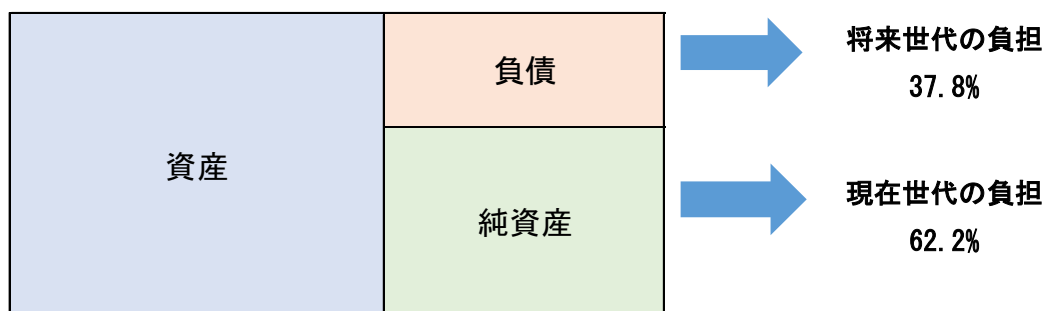 資産
負債
純資産
将来世代の負担
37.8%
現在世代の負担
62.2%